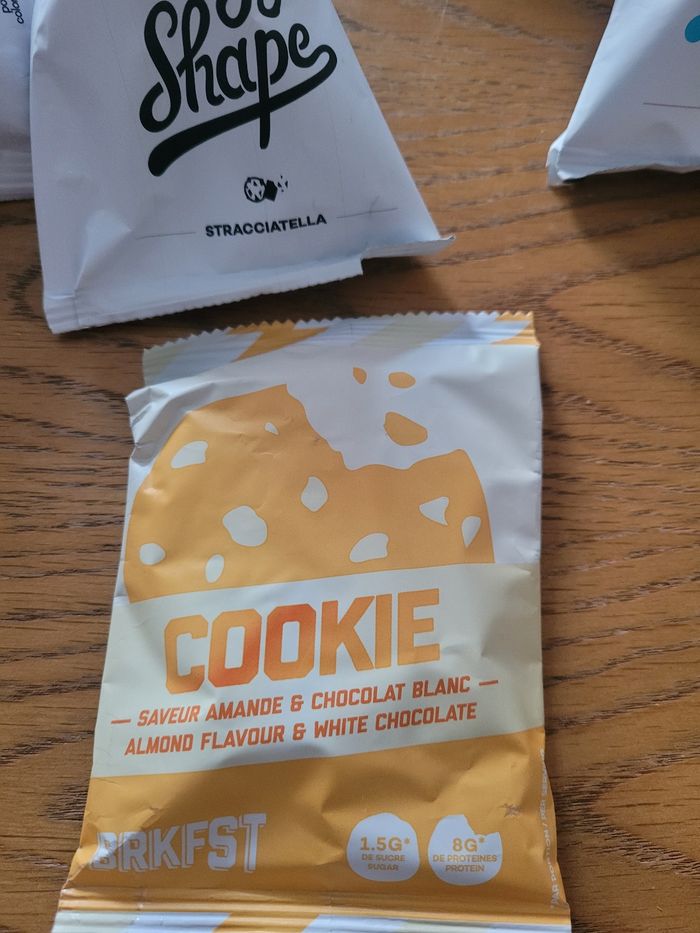 Shape
STRACCIATELLA
COOKIE
— SAVEUR AMANDE & CHOCOLAT BLANC —
ALMOND FLAVOUR & WHITE CHOCOLATE
BRKFST
1.5G*
DE SUCRE
SUGAR
8G*
DE PROTEINES
PROTEIN